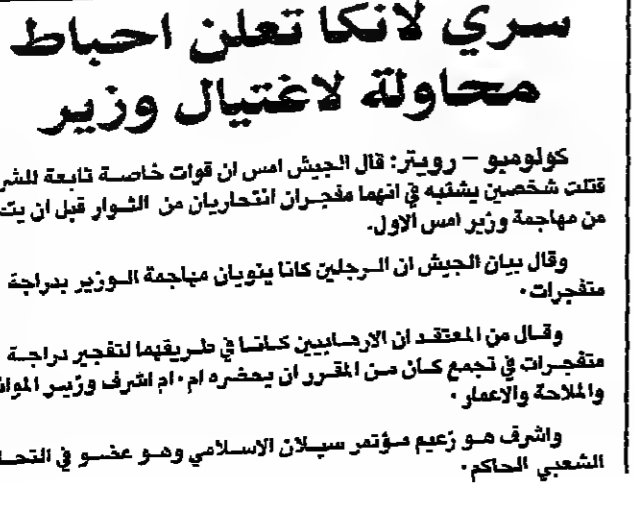 سري لانكا تعلن احباط
محاولة لاغتيال وزير
كولومبو – رويتر: قال الجيش امس ان قوات خاصة تابعة للشر
قتلت شخصين يشتبه في انهما مفجران انتحاريان من الثوار قبل ان يت
من مهاجمة وزير امس الاول.
وقال بيان الجيش ان الرجلين كانا ينويان مهاجمة الوزير بدراجة
متفجرات.
وقال من المعتقد ان الارهابيين كانا في طريقهما لتفجير دراجة
متفجرات في تجمع كان من المقرر ان يحضره ام.ام اشرف وزير الموان
والملاحة والاعمار.
واشرف هو زعيم مؤتمر سيلان الاسلامي وهو عضو في التحا
الشعبي الحاكم.